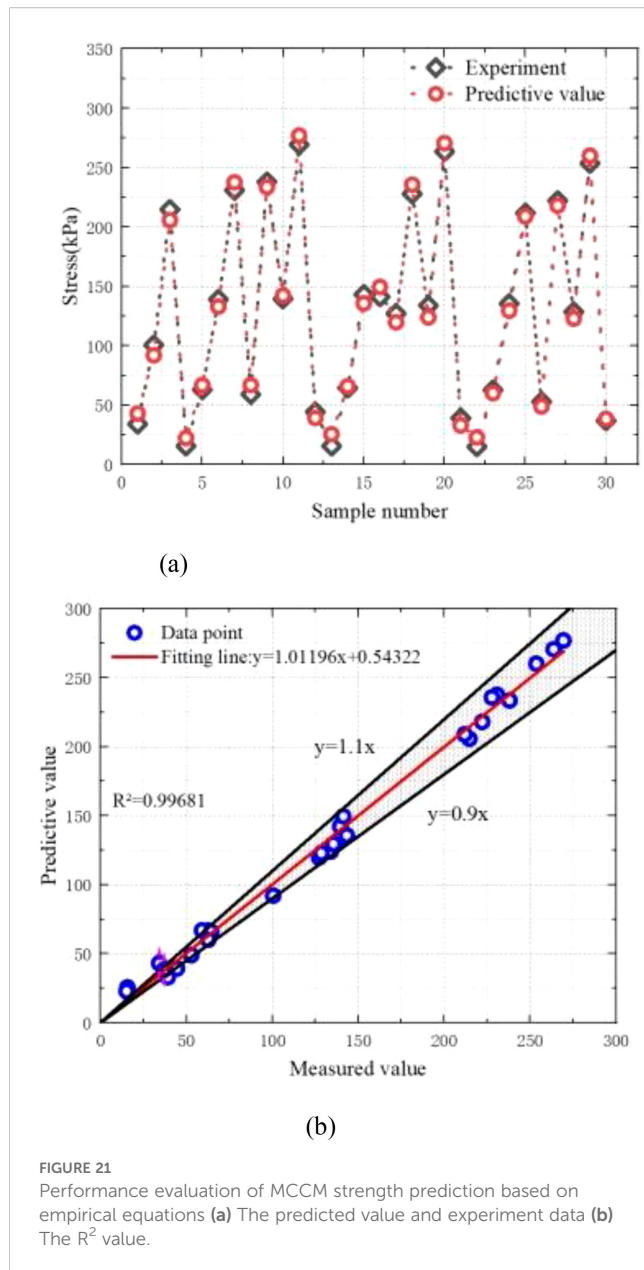 350
300
250
200
150
100
50
0
Stress(kPa)
Experiment
Predictive value
0 5 10 15 20 25 30
Sample number
(a)
300
250
200
150
100
50
0
Predictive value
Data point
Fitting line:y=1.01196x+0.54322
y=1.1x
R²=0.99681
y=0.9x
0 50 100 150 200 250 300
Measured value
(b)
FIGURE 21
Performance evaluation of MCCM strength prediction based on
empirical equations (a) The predicted value and experiment data (b)
The R² value.